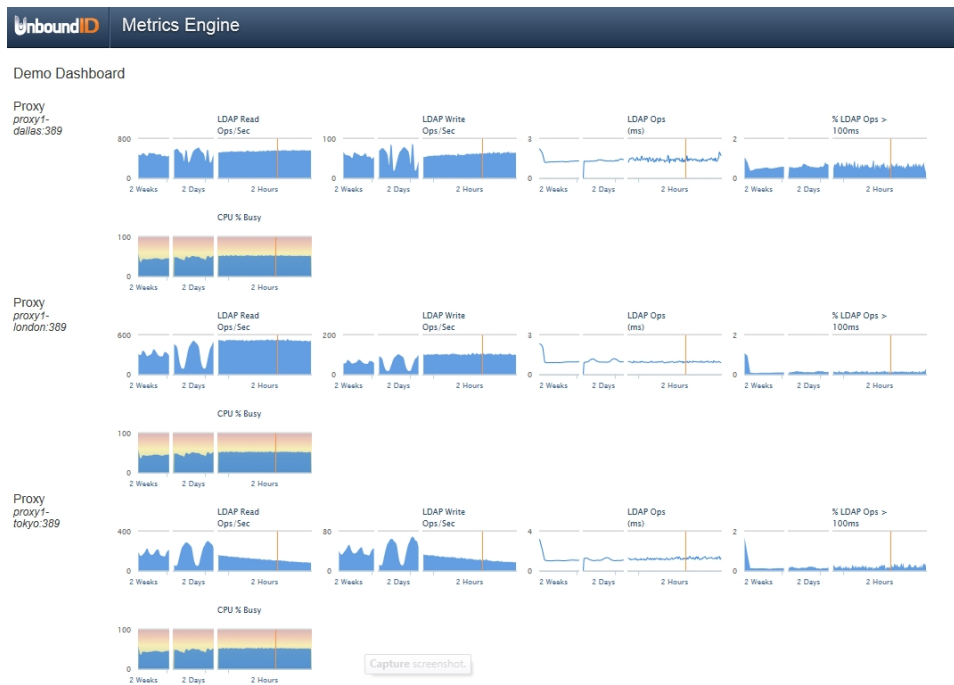 UnboundID Metrics Engine
Demo Dashboard
Proxy
proxy1-
dallas:389
LDAP Read
Ops/Sec
800
0
2 Weeks 2 Days 2 Hours
LDAP Write
Ops/Sec
100
0
2 Weeks 2 Days 2 Hours
LDAP Ops
(ms)
3
0
2 Weeks 2 Days 2 Hours
% LDAP Ops >
100ms
2
0
2 Weeks 2 Days 2 Hours
CPU % Busy
100
0
2 Weeks 2 Days 2 Hours
Proxy
proxy1-
london:389
LDAP Read
Ops/Sec
600
0
2 Weeks 2 Days 2 Hours
LDAP Write
Ops/Sec
200
0
2 Weeks 2 Days 2 Hours
LDAP Ops
(ms)
3
0
2 Weeks 2 Days 2 Hours
% LDAP Ops >
100ms
2
0
2 Weeks 2 Days 2 Hours
CPU % Busy
100
0
2 Weeks 2 Days 2 Hours
Proxy
proxy1-
tokyo:389
LDAP Read
Ops/Sec
400
0
2 Weeks 2 Days 2 Hours
LDAP Write
Ops/Sec
80
0
2 Weeks 2 Days 2 Hours
LDAP Ops
(ms)
4
0
2 Weeks 2 Days 2 Hours
% LDAP Ops >
100ms
2
0
2 Weeks 2 Days 2 Hours
CPU % Busy
100
0
2 Weeks 2 Days 2 Hours
Capture screenshot.